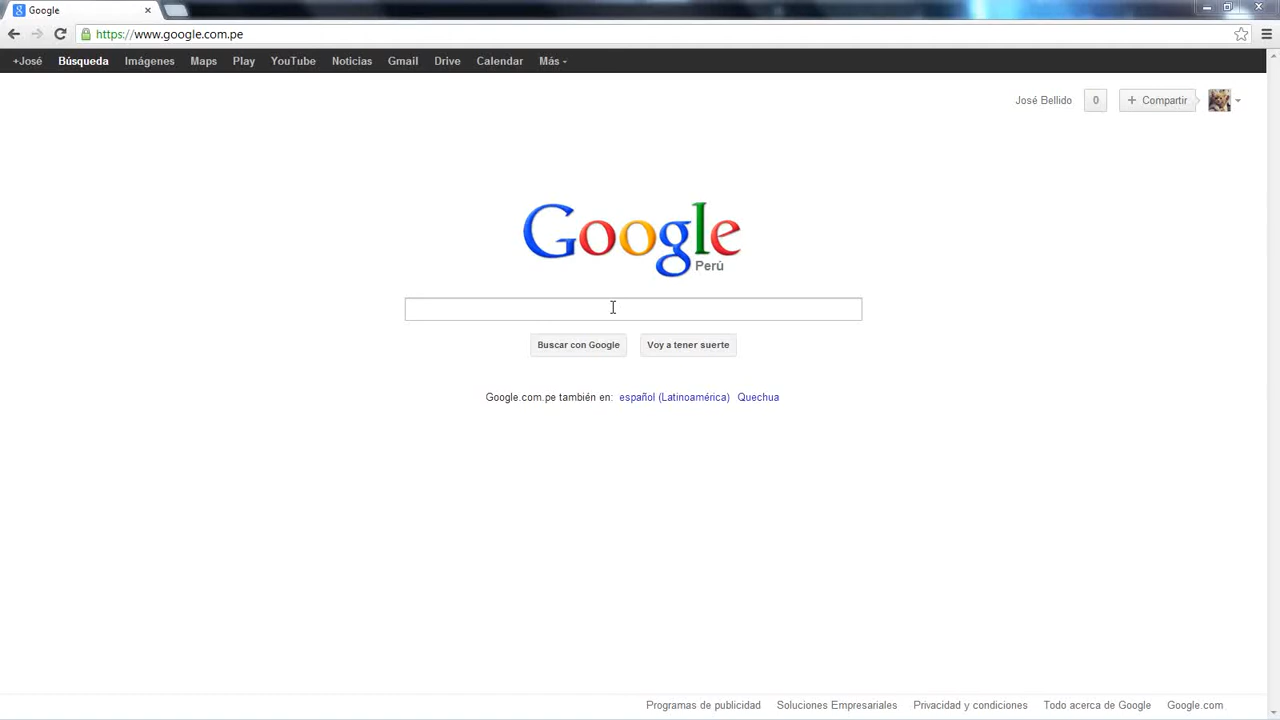 Google
https://www.google.com.pe
+José Búsqueda Imágenes Maps Play YouTube Noticias Gmail Drive Calendar Más
José Bellido 0 + Compartir
Google
Perú
Buscar con Google Voy a tener suerte
Google.com.pe también en: español (Latinoamérica) Quechua
Programas de publicidad Soluciones Empresariales Privacidad y condiciones Todo acerca de Google Google.com